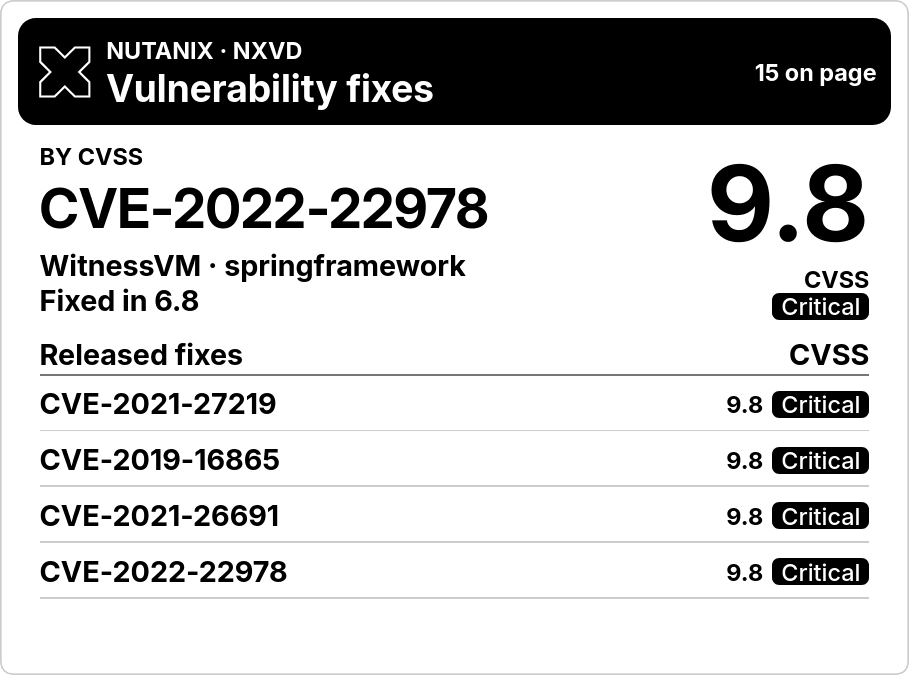 NUTANIX · NXVD
Vulnerability fixes
15 on page
BY CVSS
CVE-2022-22978
9.8
WitnessVM · springframework
CVSS
Fixed in 6.8
Critical
Released fixes CVSS
CVE-2021-27219 9.8 Critical
CVE-2019-16865 9.8 Critical
CVE-2021-26691 9.8 Critical
CVE-2022-22978 9.8 Critical